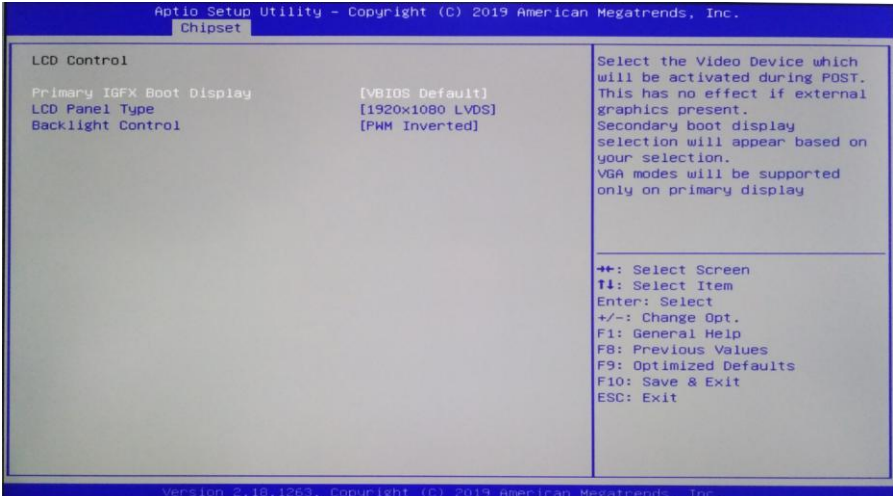 Aptio Setup Utility – Copyright (C) 2019 American Megatrends, Inc.
Chipset
LCD Control
Primary IGFX Boot Display [VBIOS Default]
LCD Panel Type [1920x1080 LVDS]
Backlight Control [PWM Inverted]
Select the Video Device which
will be activated during POST.
This has no effect if external
graphics present.
Secondary boot display
selection will appear based on
your selection.
VGA modes will be supported
only on primary display
→←: Select Screen
↑↓: Select Item
Enter: Select
+/-: Change Opt.
F1: General Help
F8: Previous Values
F9: Optimized Defaults
F10: Save & Exit
ESC: Exit
Version 2.18.1263. Copyright (C) 2019 American Megatrends, Inc.